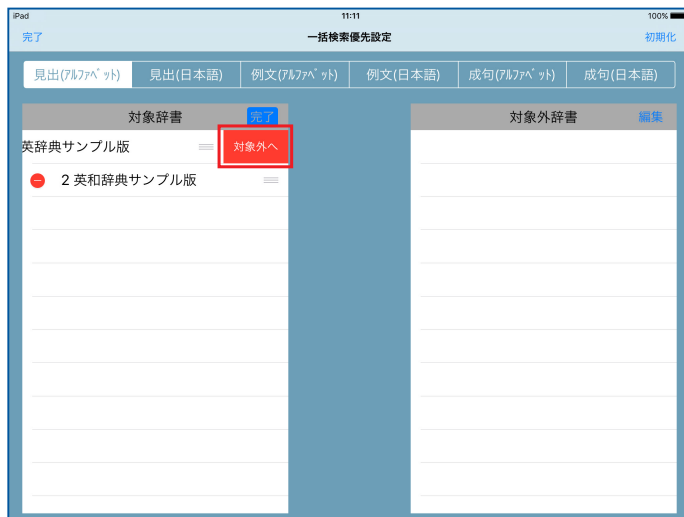 iPad 11:11 100%
完了 一括検索優先設定 初期化
見出(ｱﾙﾌｧﾍﾞｯﾄ) 見出(日本語) 例文(ｱﾙﾌｧﾍﾞｯﾄ) 例文(日本語) 成句(ｱﾙﾌｧﾍﾞｯﾄ) 成句(日本語)
対象辞書 完了 対象外辞書 編集
英辞典サンプル版 対象外へ
2 英和辞典サンプル版